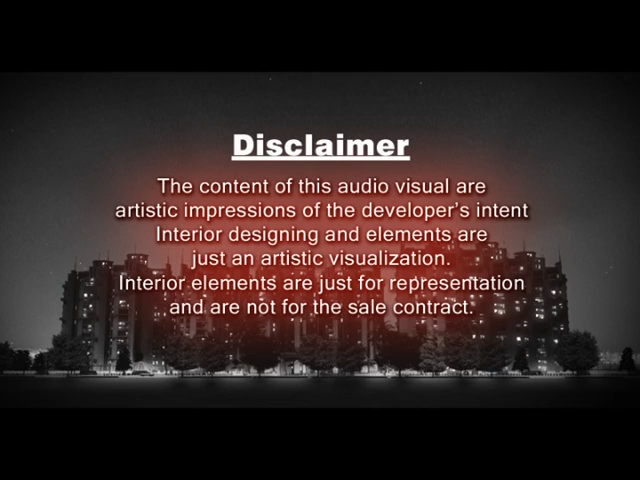 Disclaimer
The content of this audio visual are
artistic impressions of the developer's intent
Interior designing and elements are
just an artistic visualization.
Interior elements are just for representation
and are not for the sale contract.